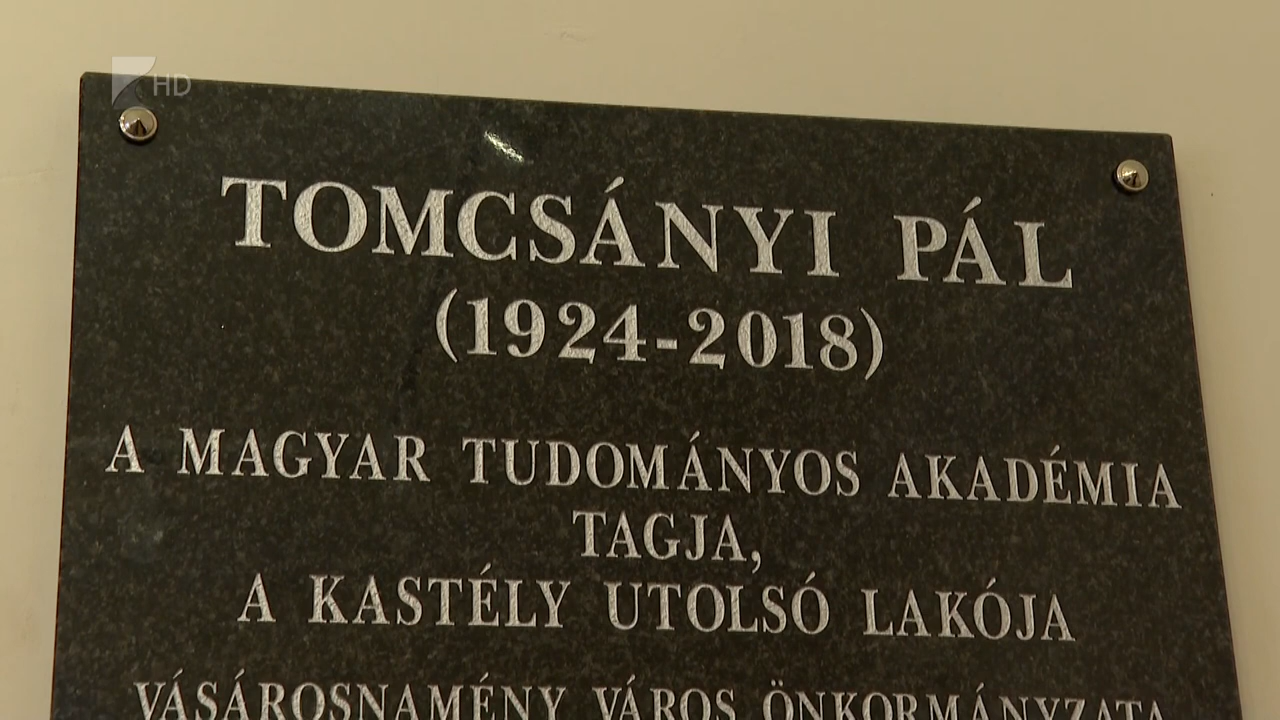 HD
TOMCSÁNYI PÁL
(1924-2018)
A MAGYAR TUDOMÁNYOS AKADÉMIA
TAGJA,
A KASTÉLY UTOLSÓ LAKÓJA
VÁSÁROSNAMÉNY VÁROS ÖNKORMÁNYZATA